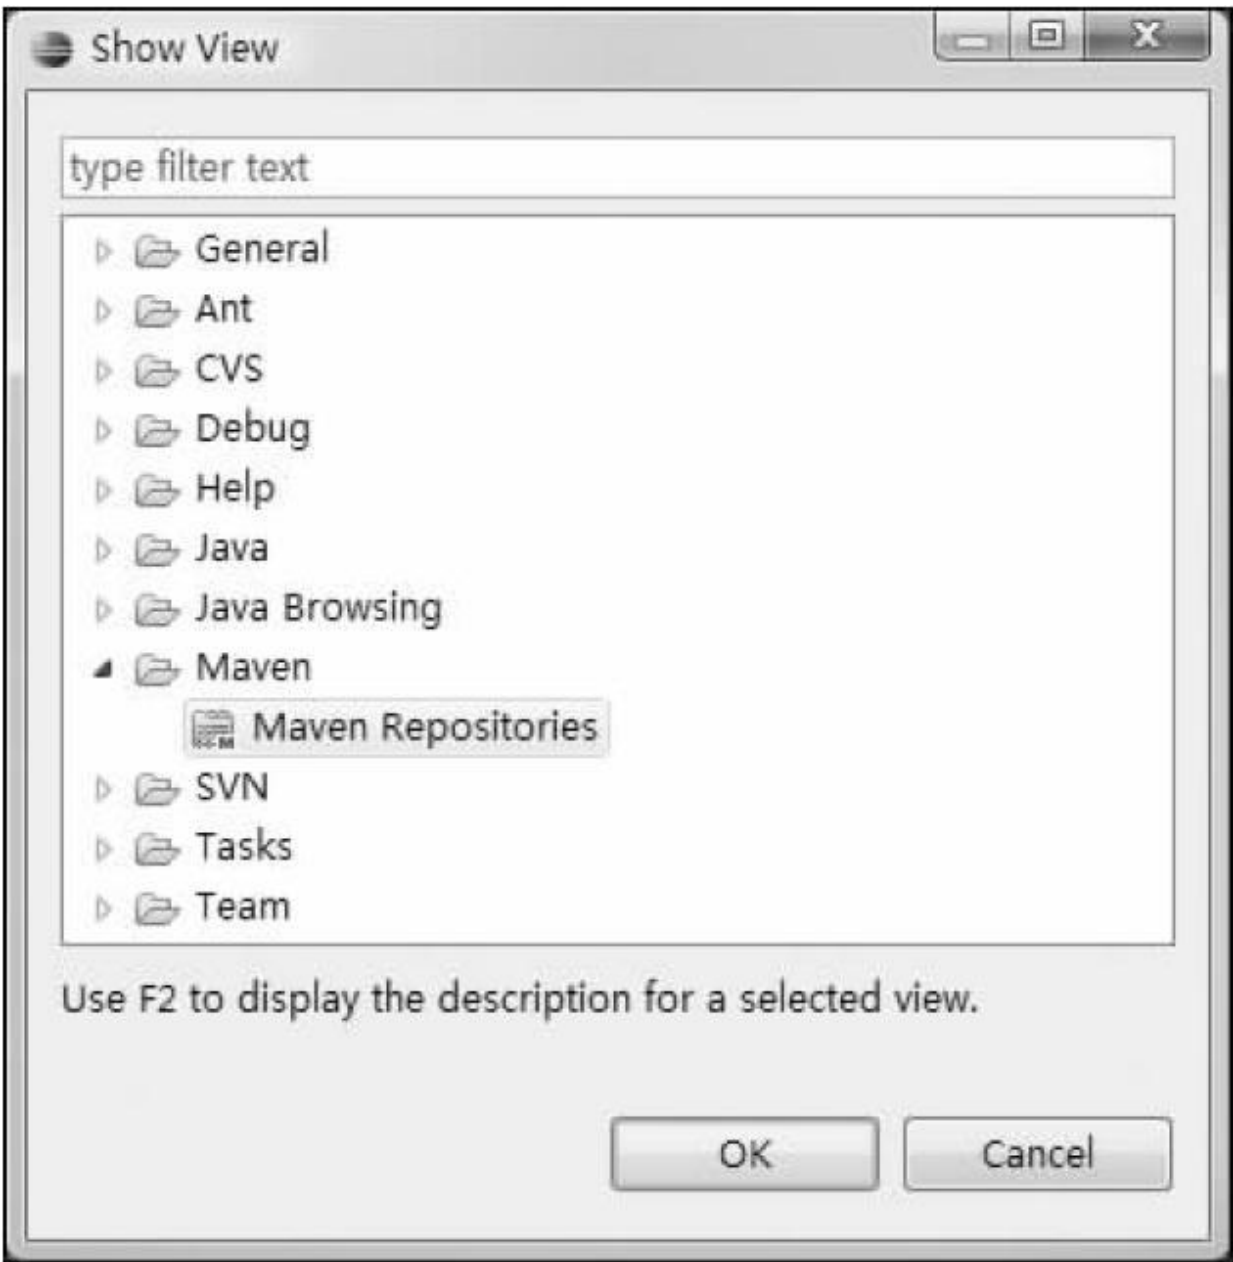 Show View
type filter text
General
Ant
CVS
Debug
Help
Java
Java Browsing
Maven
Maven Repositories
SVN
Tasks
Team
Use F2 to display the description for a selected view.
OK
Cancel